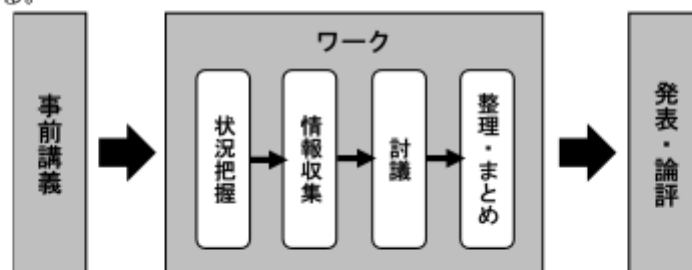 る。
事前講義
ワーク
状況把握
情報収集
討議
整理・まとめ
発表・論評